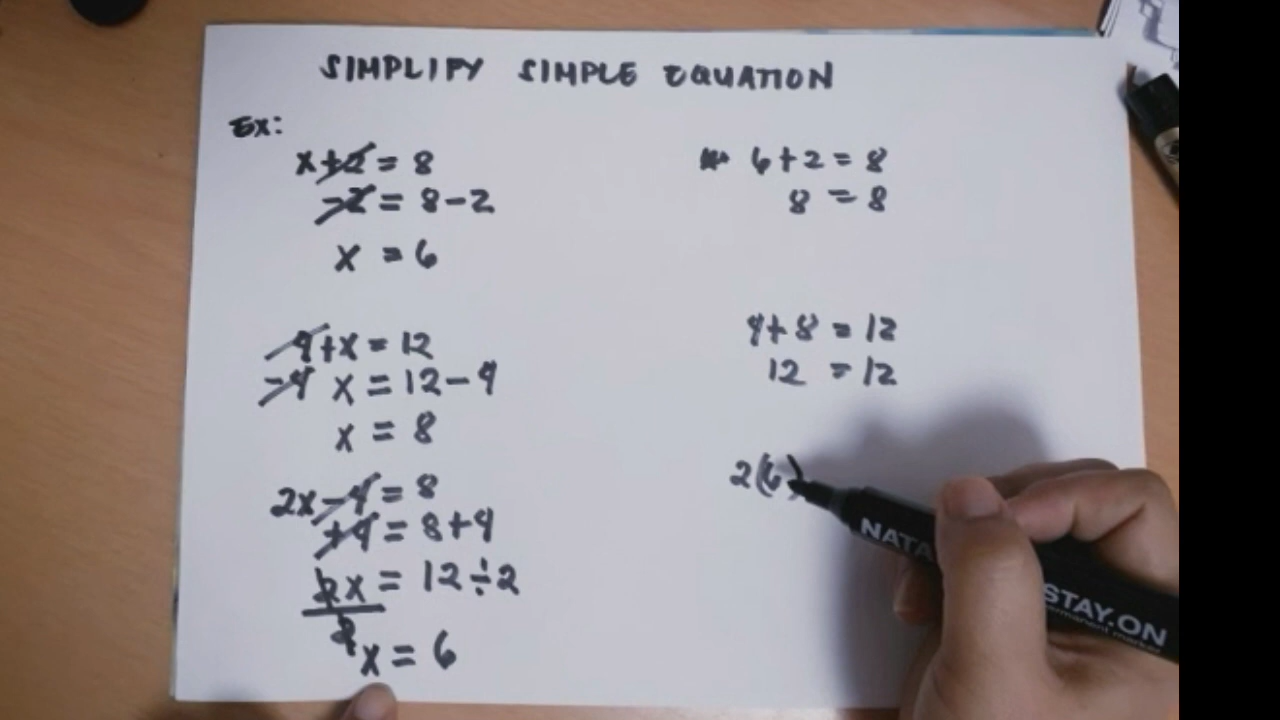 SIMPLIFY SIMPLE EQUATION
Ex:
x+2 = 8
-2 = 8-2
x = 6
4+x = 12
-4 x = 12-4
x = 8
2x-4 = 8
+4 = 8+4
2x = 12÷2
2
x = 6
6+2 = 8
8 = 8
4+8 = 12
12 = 12
2(6)
STAY.ON
permanent marker